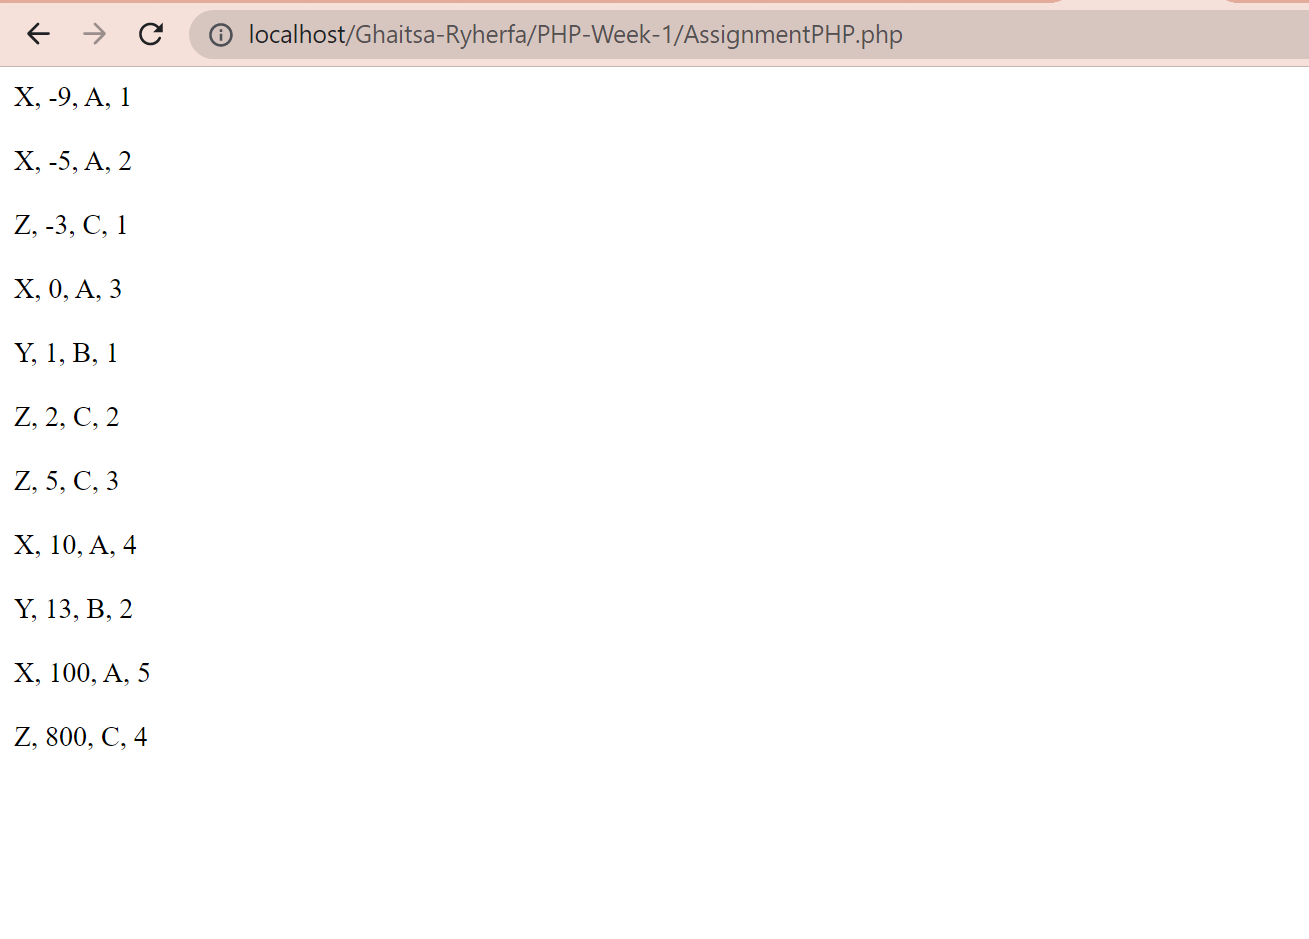 localhost/Ghaitsa-Ryherfa/PHP-Week-1/AssignmentPHP.php
X, -9, A, 1
X, -5, A, 2
Z, -3, C, 1
X, 0, A, 3
Y, 1, B, 1
Z, 2, C, 2
Z, 5, C, 3
X, 10, A, 4
Y, 13, B, 2
X, 100, A, 5
Z, 800, C, 4